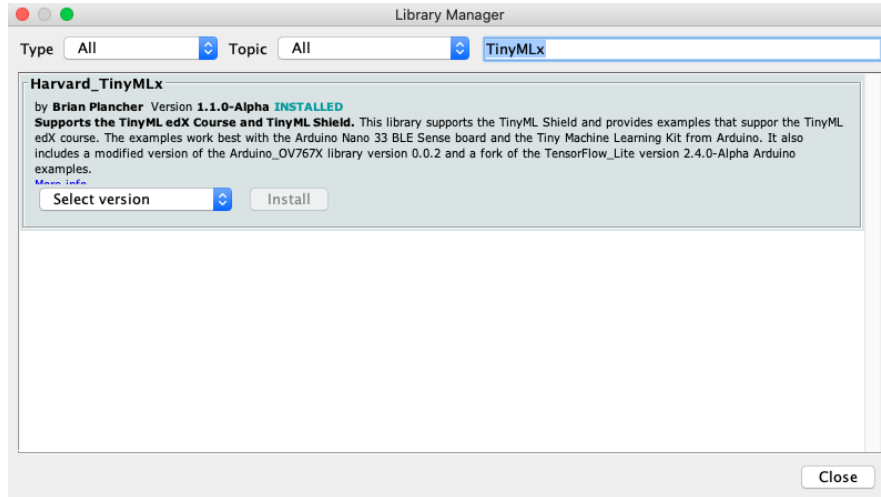 Library Manager
Type All Topic All TinyMLx
Harvard_TinyMLx
by Brian Plancher Version 1.1.0-Alpha INSTALLED
Supports the TinyML edX Course and TinyML Shield. This library supports the TinyML Shield and provides examples that suppor the TinyML
edX course. The examples work best with the Arduino Nano 33 BLE Sense board and the Tiny Machine Learning Kit from Arduino. It also
includes a modified version of the Arduino_OV767X library version 0.0.2 and a fork of the TensorFlow_Lite version 2.4.0-Alpha Arduino
examples.
More info
Select version Install
Close